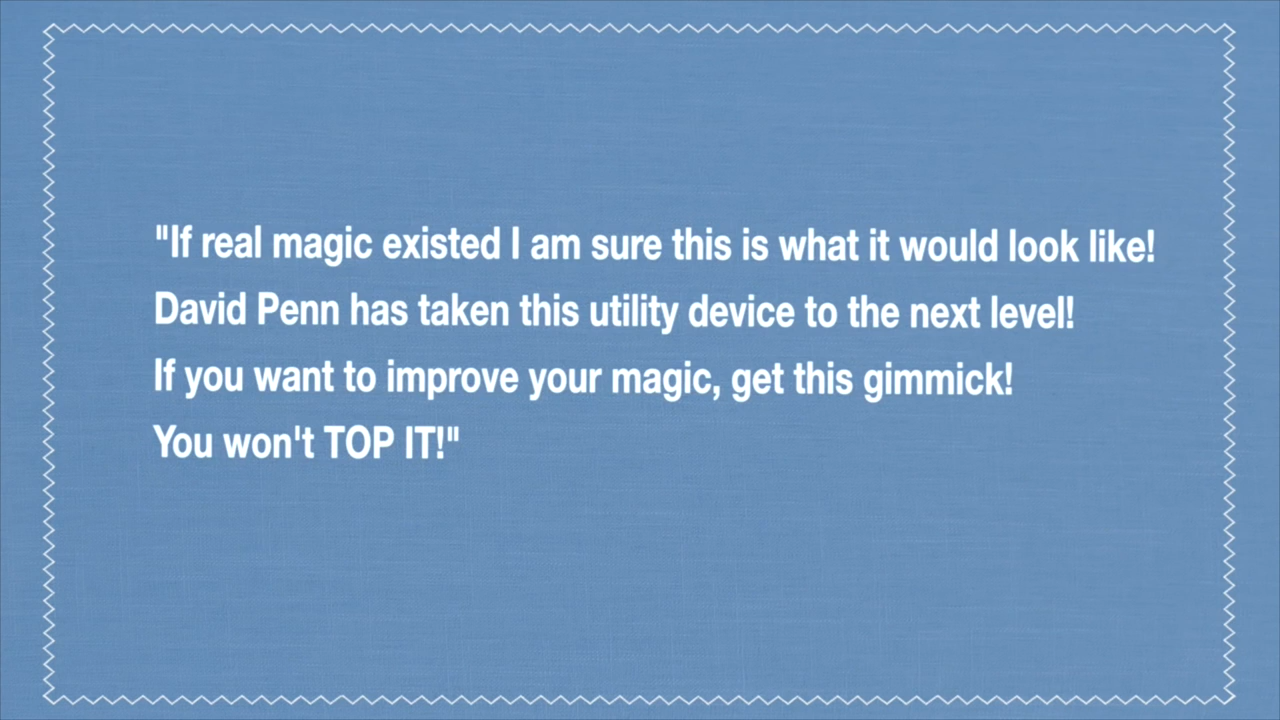 "If real magic existed I am sure this is what it would look like!
David Penn has taken this utility device to the next level!
If you want to improve your magic, get this gimmick!
You won't TOP IT!"